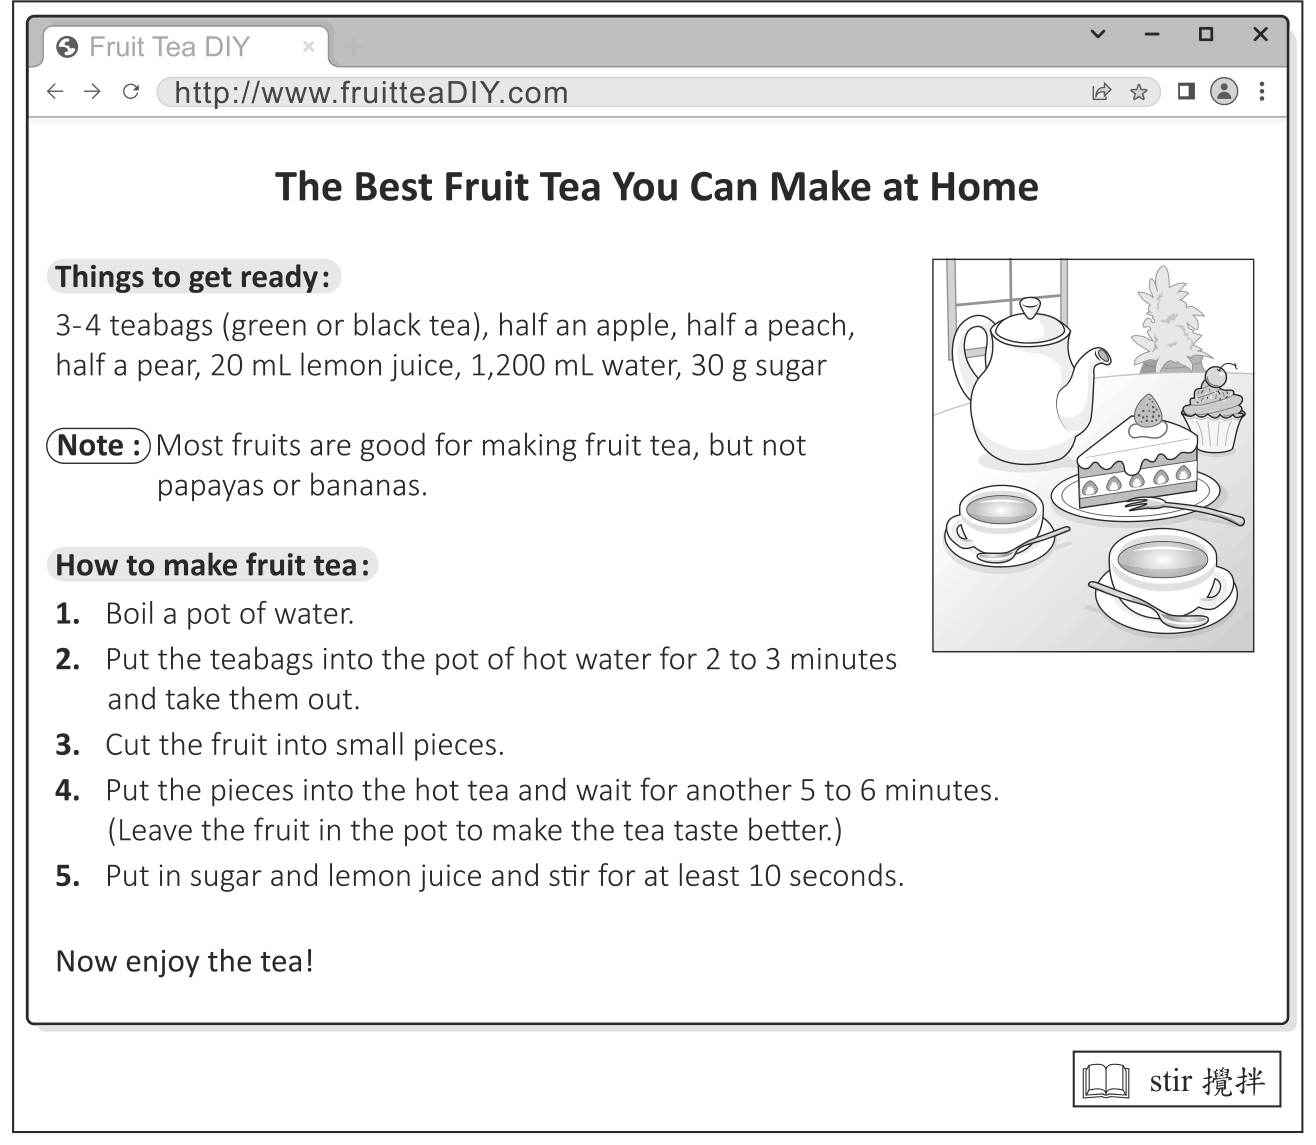 Fruit Tea DIY
http://www.fruitteaDIY.com
The Best Fruit Tea You Can Make at Home
Things to get ready:
3-4 teabags (green or black tea), half an apple, half a peach,
half a pear, 20 mL lemon juice, 1,200 mL water, 30 g sugar
Note : Most fruits are good for making fruit tea, but not
papayas or bananas.
How to make fruit tea:
1. Boil a pot of water.
2. Put the teabags into the pot of hot water for 2 to 3 minutes
and take them out.
3. Cut the fruit into small pieces.
4. Put the pieces into the hot tea and wait for another 5 to 6 minutes.
(Leave the fruit in the pot to make the tea taste better.)
5. Put in sugar and lemon juice and stir for at least 10 seconds.
Now enjoy the tea!
stir 攪拌